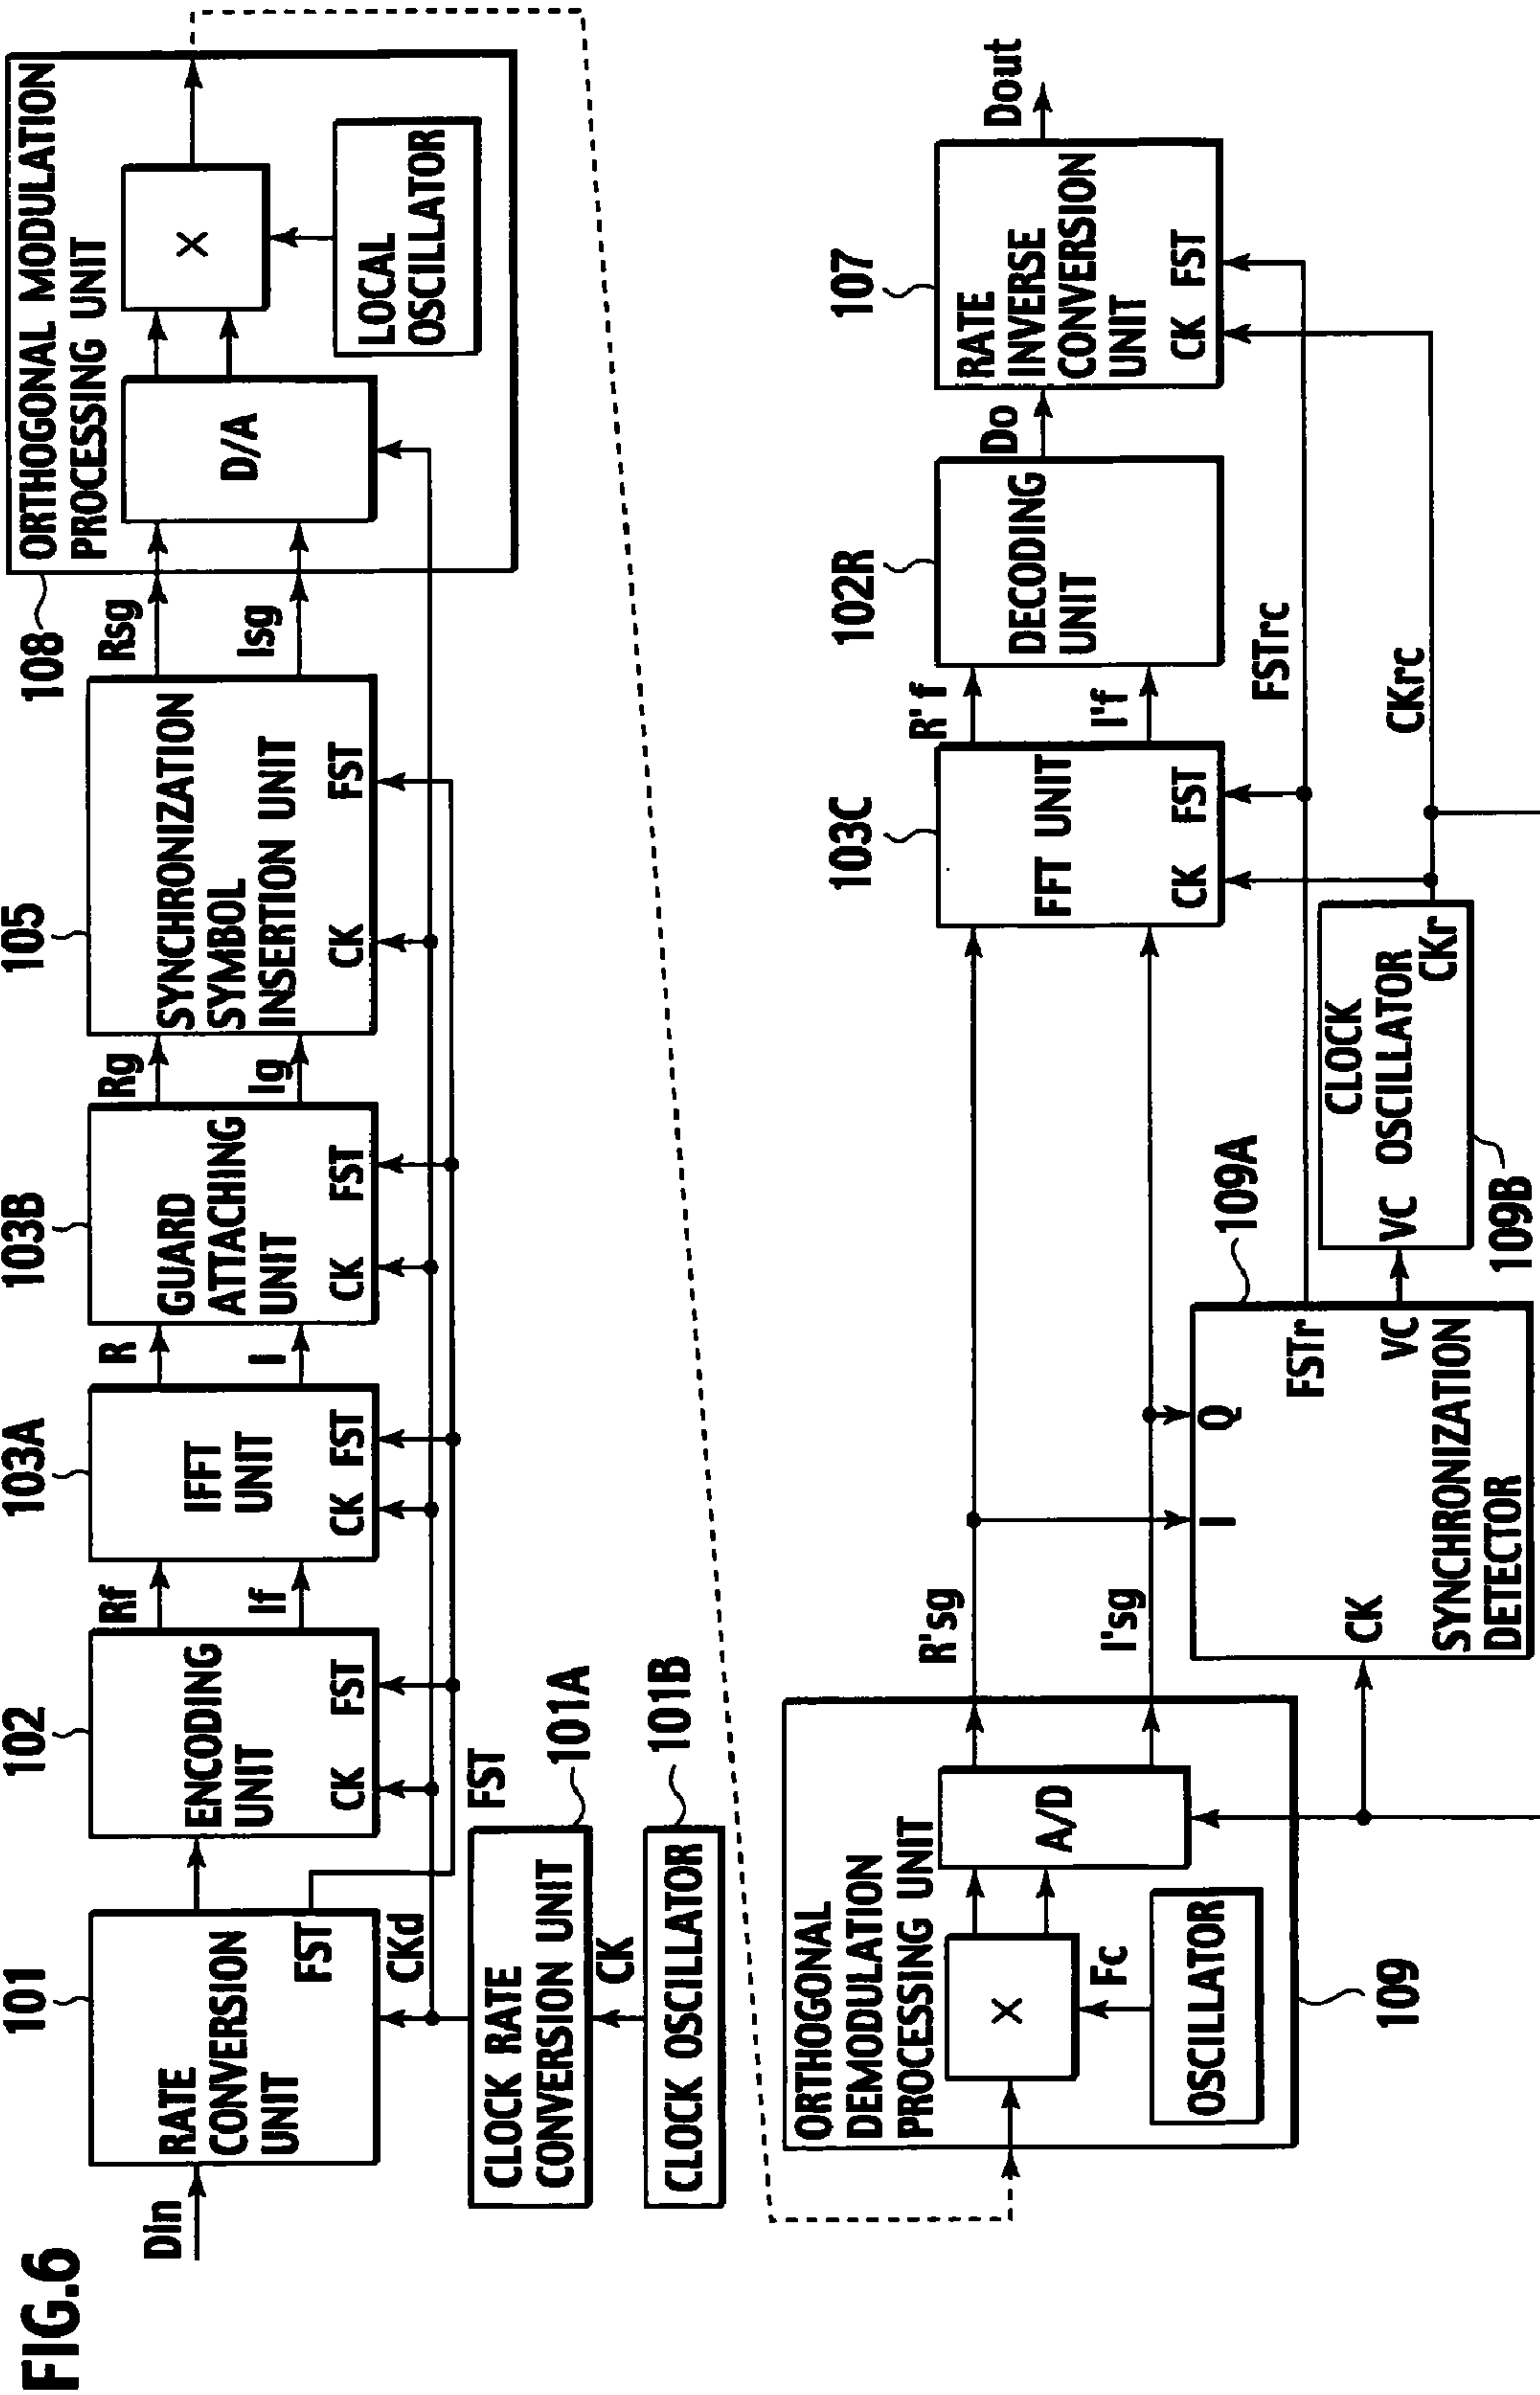 FIG.6
Din
101
RATE
CONVERSION
UNIT
FST
CKd
CLOCK RATE
CONVERSION UNIT
FST
101A
CK
CLOCK OSCILLATOR
101B
102
ENCODING
UNIT
CK FST
Rf
If
103A
IFFT
UNIT
CK FST
R
I
103B
GUARD
ATTACHING
UNIT
CK FST
Rg
Ig
105
SYNCHRONIZATION
SYMBOL
INSERTION UNIT
CK FST
Rsg
Isg
108
ORTHOGONAL MODULATION
PROCESSING UNIT
D/A
X
LOCAL
OSCILLATOR
ORTHOGONAL
DEMODULATION
PROCESSING UNIT
X
Fc
OSCILLATOR
A/D
109
R'sg
I'sg
CK
I
Q
FSTr
VC
SYNCHRONIZATION
DETECTOR
109A
VC
CLOCK
OSCILLATOR
CKr
109B
103C
FFT UNIT
CK FST
R'f
I'f
FSTrc
CKrc
102R
DECODING
UNIT
Do
107
RATE
INVERSE
CONVERSION
UNIT
CK FST
Dout